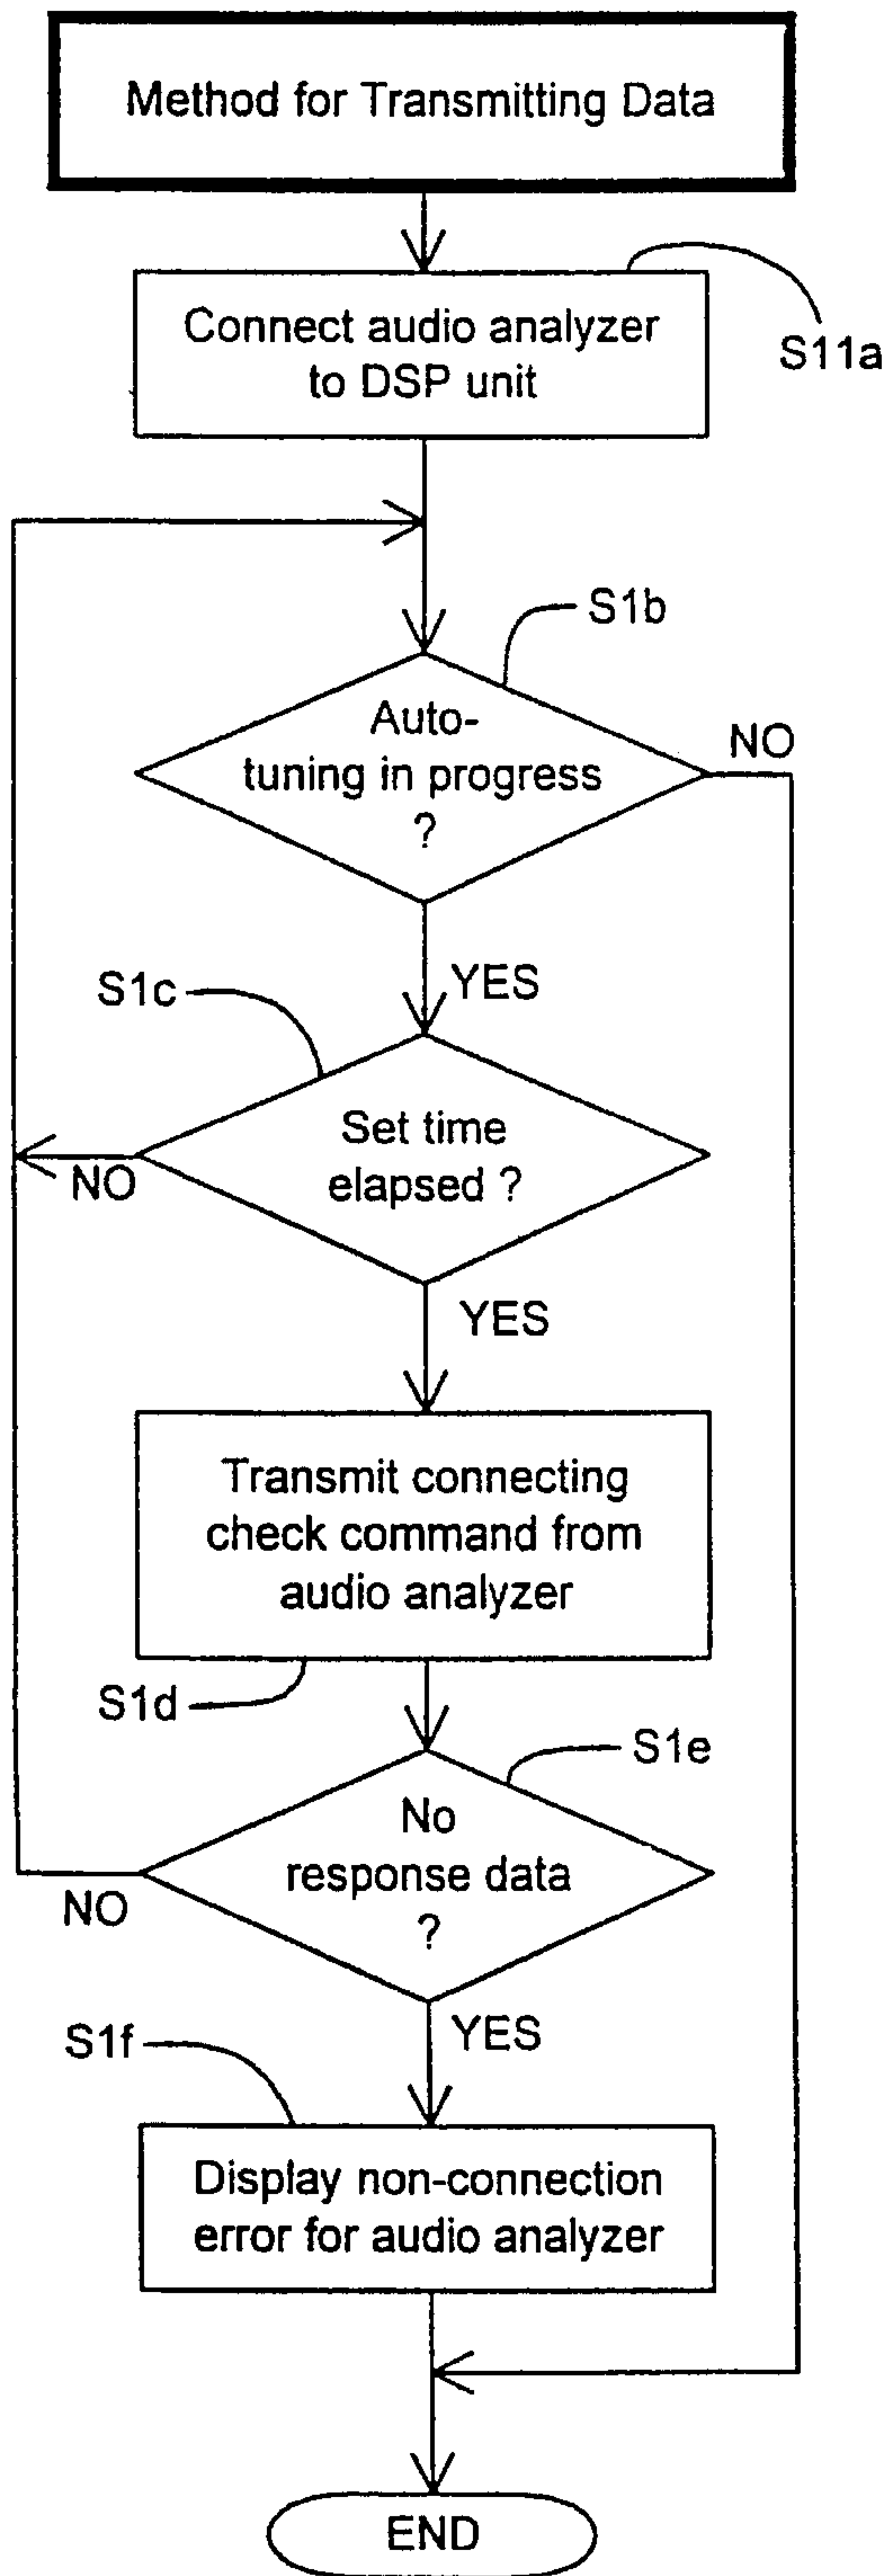 Method for Transmitting Data
Connect audio analyzer
to DSP unit
S11a
S1b
Auto-
tuning in progress
?
NO
YES
S1c
Set time
elapsed ?
NO
YES
Transmit connecting
check command from
audio analyzer
S1d
S1e
No
response data
?
NO
YES
S1f
Display non-connection
error for audio analyzer
END